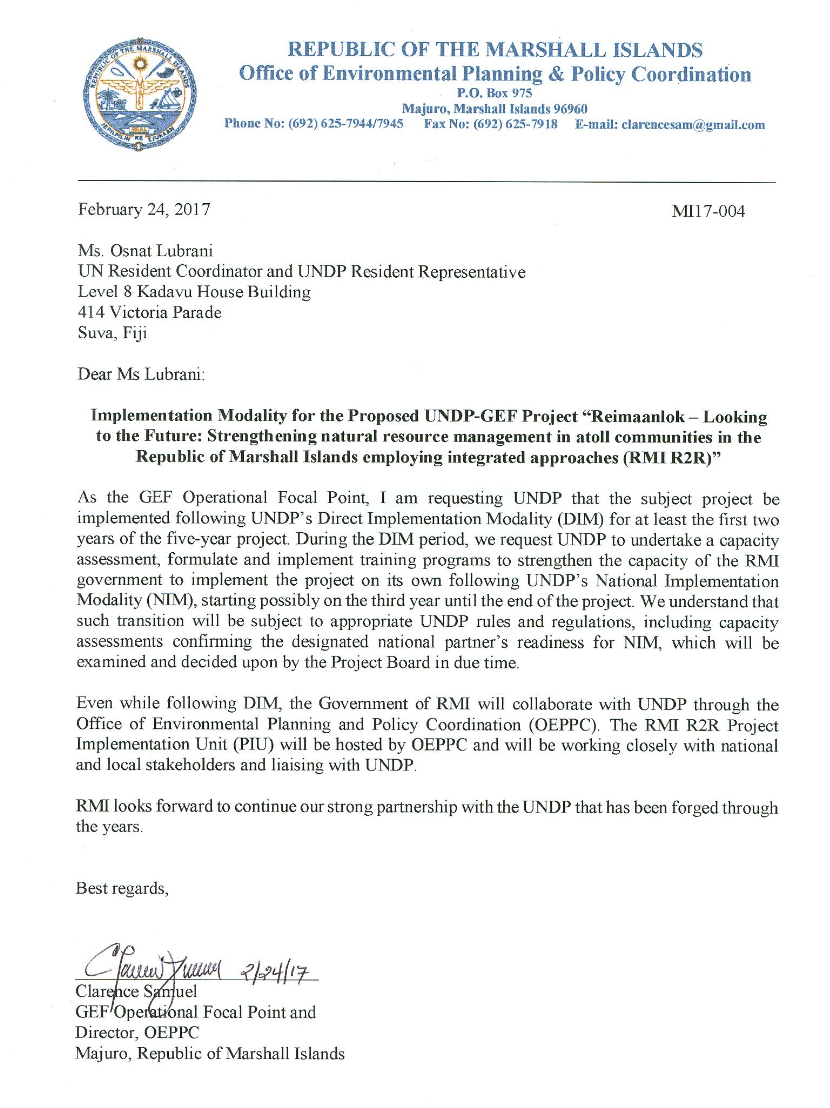 REPUBLIC OF THE MARSHALL ISLANDS
Office of Environmental Planning & Policy Coordination
P.O. Box 975
Majuro, Marshall Islands 96960
Phone No: (692) 625-7944/7945 Fax No: (692) 625-7918 E-mail: clarencesam@gmail.com
February 24, 2017 MI17-004
Ms. Osnat Lubrani
UN Resident Coordinator and UNDP Resident Representative
Level 8 Kadavu House Building
414 Victoria Parade
Suva, Fiji
Dear Ms Lubrani:
Implementation Modality for the Proposed UNDP-GEF Project “Reimaanlok – Looking
to the Future: Strengthening natural resource management in atoll communities in the
Republic of Marshall Islands employing integrated approaches (RMI R2R)”
As the GEF Operational Focal Point, I am requesting UNDP that the subject project be
implemented following UNDP’s Direct Implementation Modality (DIM) for at least the first two
years of the five-year project. During the DIM period, we request UNDP to undertake a capacity
assessment, formulate and implement training programs to strengthen the capacity of the RMI
government to implement the project on its own following UNDP’s National Implementation
Modality (NIM), starting possibly on the third year until the end of the project. We understand that
such transition will be subject to appropriate UNDP rules and regulations, including capacity
assessments confirming the designated national partner’s readiness for NIM, which will be
examined and decided upon by the Project Board in due time.
Even while following DIM, the Government of RMI will collaborate with UNDP through the
Office of Environmental Planning and Policy Coordination (OEPPC). The RMI R2R Project
Implementation Unit (PIU) will be hosted by OEPPC and will be working closely with national
and local stakeholders and liaising with UNDP.
RMI looks forward to continue our strong partnership with the UNDP that has been forged through
the years.
Best regards,
2/24/17
Clarence Samuel
GEF Operational Focal Point and
Director, OEPPC
Majuro, Republic of Marshall Islands